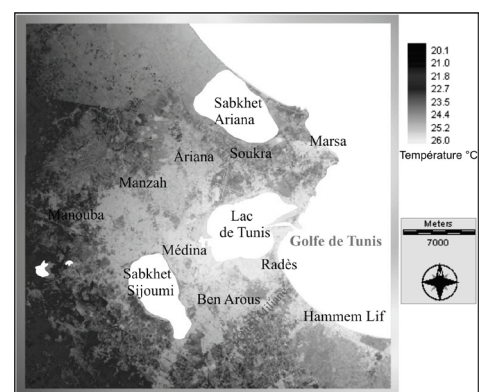 Sabkhet
Ariana
Marsa
Ariana
Soukra
Manzah
Manouba
Lac
de Tunis
Golfe de Tunis
Médina
Radès
Sabkhet
Sijoumi
Ben Arous
Hammem Lif
20.1
21.0
21.8
22.7
23.5
24.4
25.2
26.0
Température °C
Meters
7000